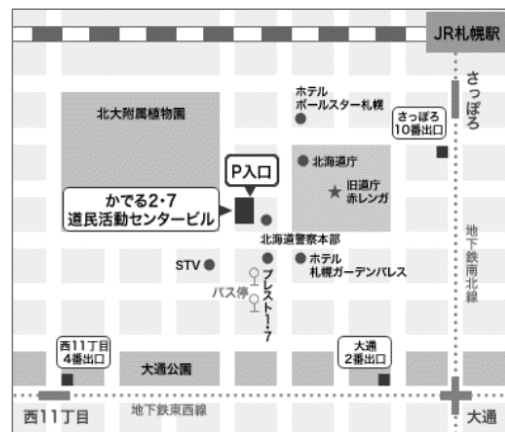 JR札幌駅
さっぽろ
ホテル
ポールスター札幌
北大附属植物園
さっぽろ
10番出口
P入口
北海道庁
旧道庁
赤レンガ
かでる2・7
道民活動センタービル
北海道警察本部
地下鉄南北線
STV
ホテル
札幌ガーデンパレス
プレスト1・7
バス停
西11丁目
4番出口
大通公園
大通
2番出口
西11丁目
地下鉄東西線
大通